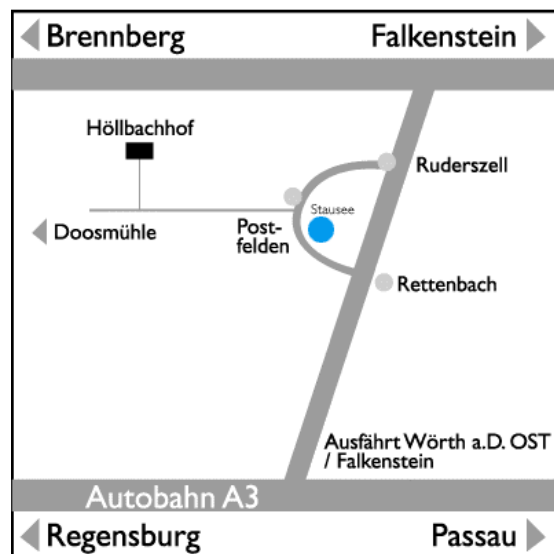 Brennberg Falkenstein
Höllbachhof
Ruderszell
Stausee
Post-
felden
Doosmühle
Rettenbach
Ausfährt Wörth a.D. OST
/ Falkenstein
Autobahn A3
Regensburg Passau